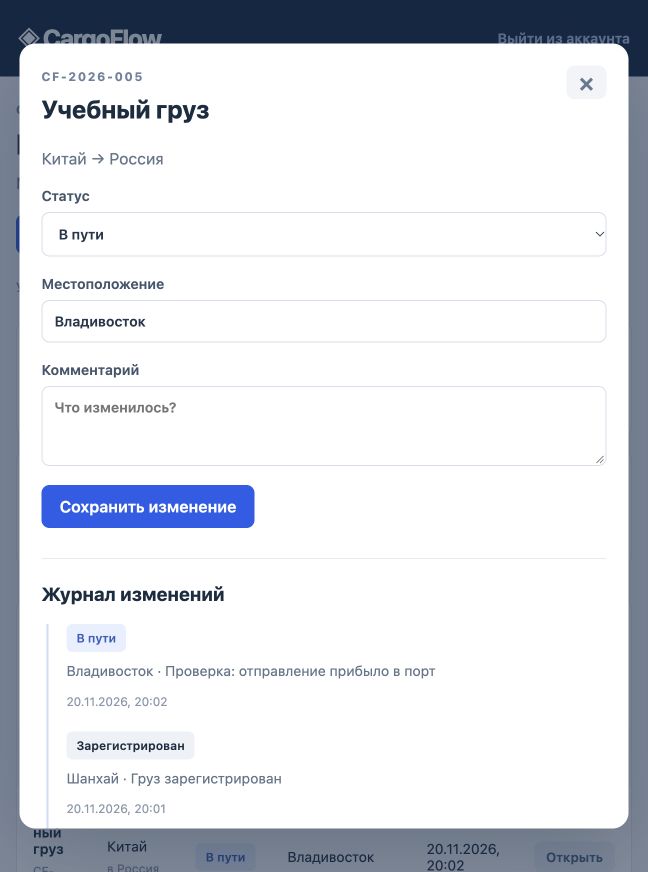 CargoFlow
Выйти из аккаунта
CF-2026-005
Учебный груз
Китай → Россия
Статус
В пути
Местоположение
Владивосток
Комментарий
Что изменилось?
Сохранить изменение
Журнал изменений
В пути
Владивосток · Проверка: отправление прибыло в порт
20.11.2026, 20:02
Зарегистрирован
Шанхай · Груз зарегистрирован
20.11.2026, 20:01
ный
груз
CF-
Китай
в Россия
В пути
Владивосток
20.11.2026,
20:02
Открыть